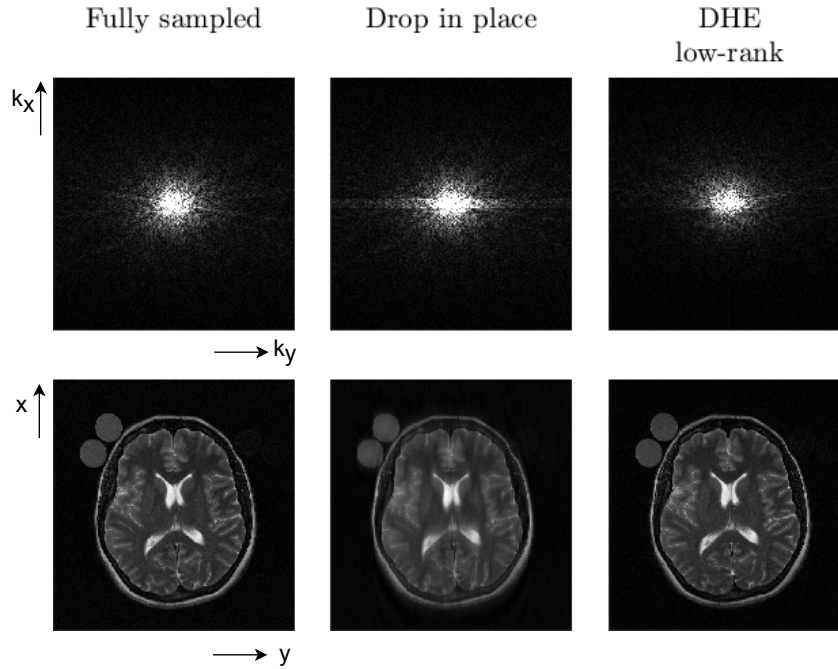 Fully sampled
Drop in place
DHE
low-rank
kx
ky
x
y